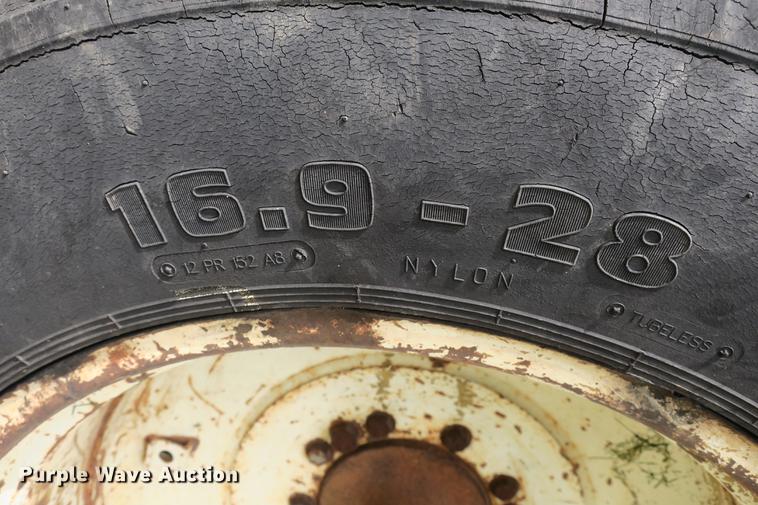 16.9 - 28
12 PR 152 A8
NYLON
TUBELESS
Purple Wave Auction